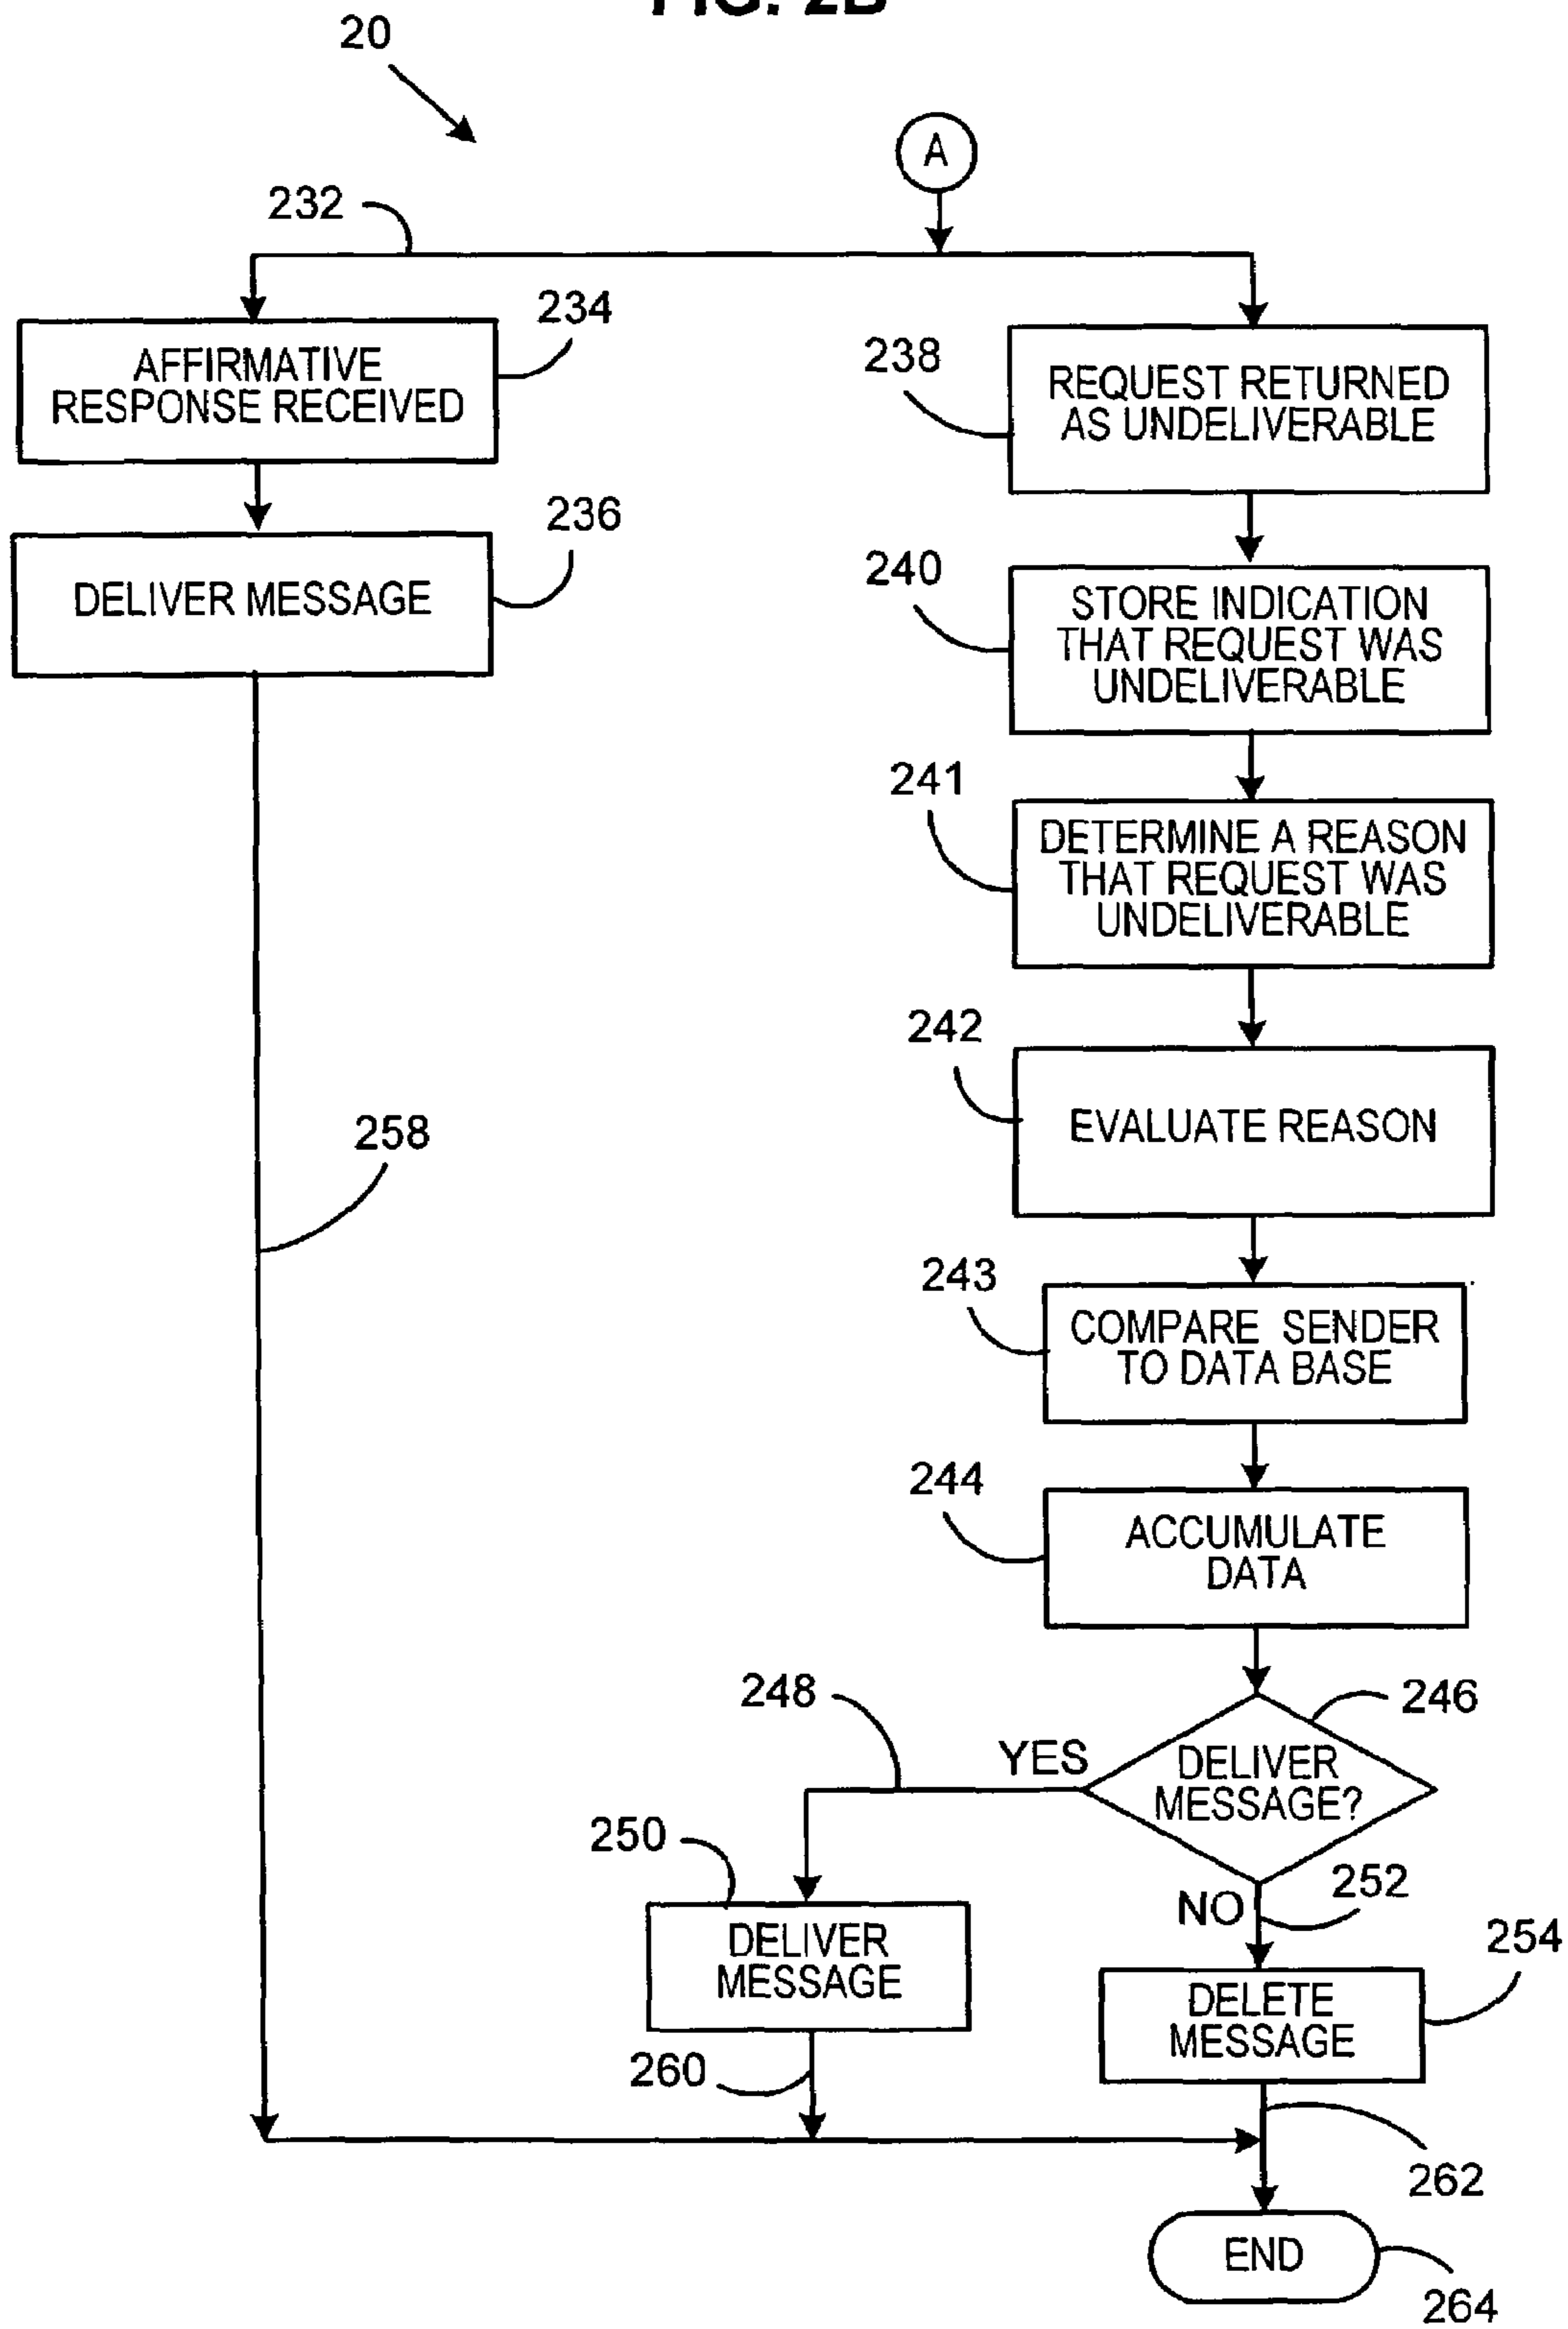 FIG. 2B
20
A
232
234
AFFIRMATIVE
RESPONSE RECEIVED
238
REQUEST RETURNED
AS UNDELIVERABLE
236
DELIVER MESSAGE
240
STORE INDICATION
THAT REQUEST WAS
UNDELIVERABLE
241
DETERMINE A REASON
THAT REQUEST WAS
UNDELIVERABLE
242
EVALUATE REASON
258
243
COMPARE SENDER
TO DATA BASE
244
ACCUMULATE
DATA
248
246
YES
DELIVER
MESSAGE?
250
252
NO
DELIVER
MESSAGE
254
DELETE
MESSAGE
260
262
END
264